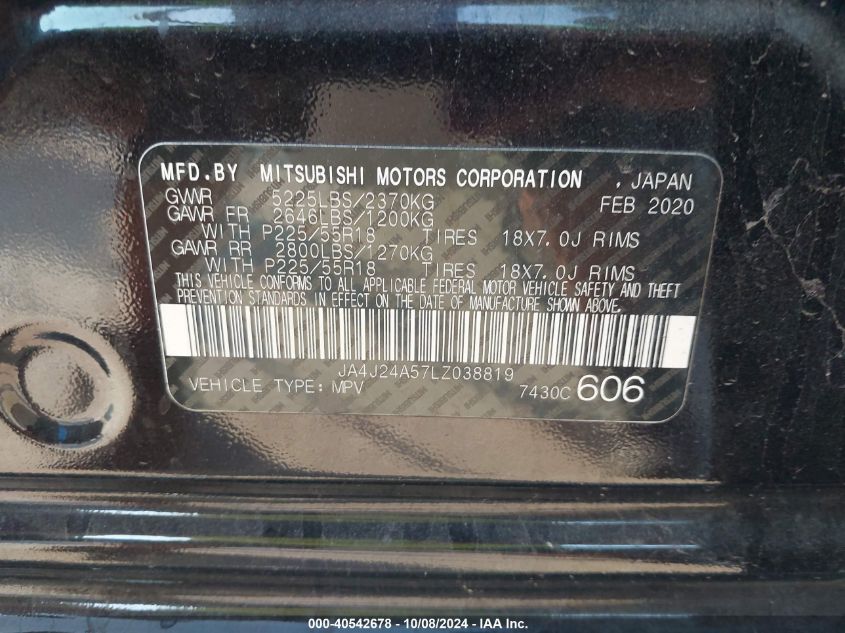 MFD.BY MITSUBISHI MOTORS CORPORATION , JAPAN
GVWR 5225LBS/2370KG FEB 2020
GAWR FR 2646LBS/1200KG
WITH P225/55R18 TIRES 18X7.0J RIMS
GAWR RR 2800LBS/1270KG
WITH P225/55R18 TIRES 18X7.0J RIMS
THIS VEHICLE CONFORMS TO ALL APPLICABLE FEDERAL MOTOR VEHICLE SAFETY AND THEFT
PREVENTION STANDARDS IN EFFECT ON THE DATE OF MANUFACTURE SHOWN ABOVE.
JA4J24A57LZ038819
VEHICLE TYPE: MPV 7430C 606
000-40542678 - 10/08/2024 - IAAI.com